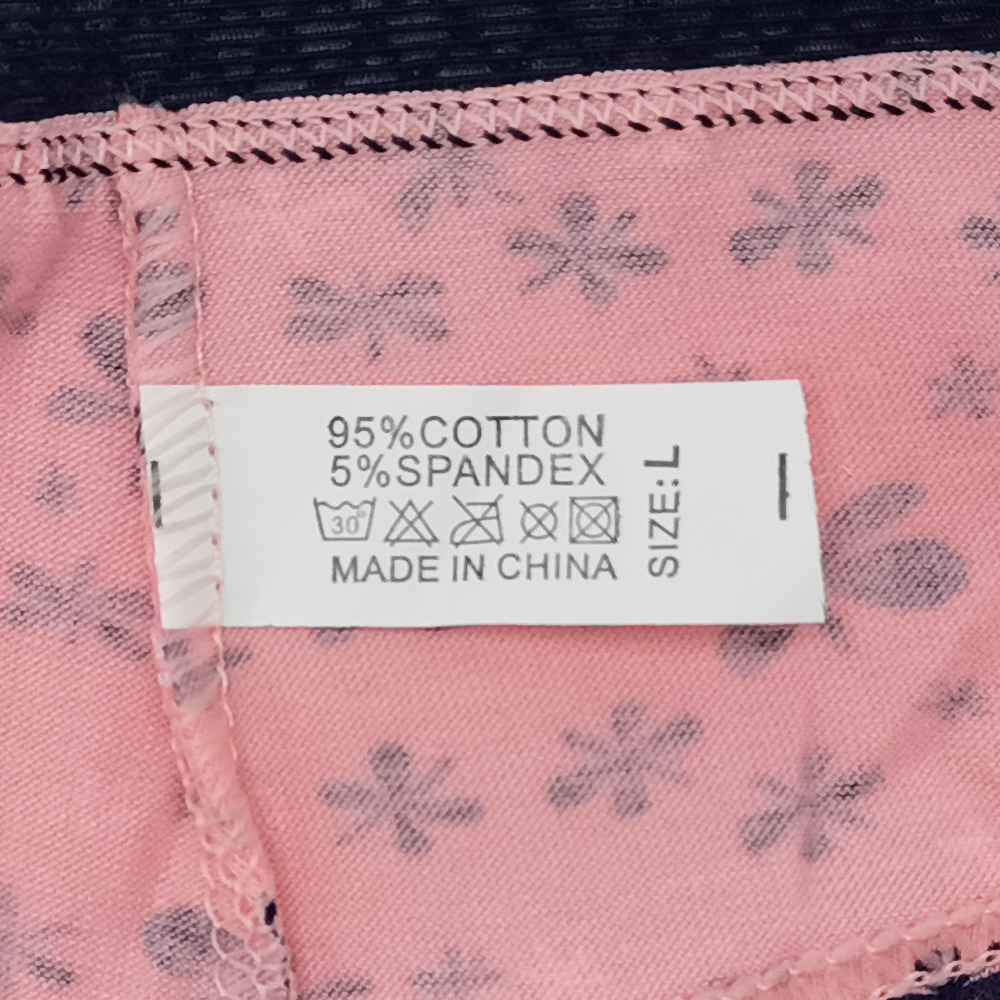 95%COTTON
5%SPANDEX
30°
MADE IN CHINA
SIZE:L